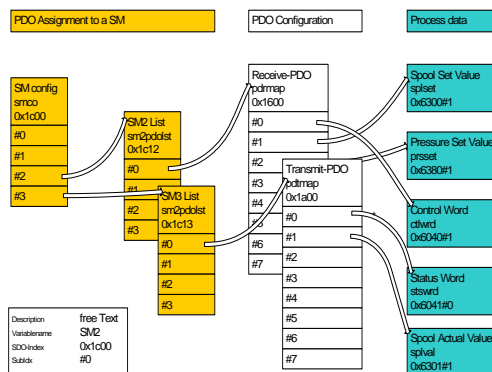 PDO Assignment to a SM
PDO Configuration
Process data
SM config
smco
0x1c00
#0
#1
#2
#3
SM2 List
sm2pdolst
0x1c12
#0
#1
#2
#3
SM3 List
sm2pdolst
0x1c13
#0
#1
#2
#3
Receive-PDO
pdrmap
0x1600
#0
#1
#2
#3
#4
#6
#7
Transmit-PDO
pdtmap
0x1a00
#0
#1
#2
#3
#4
#5
#6
#7
Spool Set Value
splset
0x6300#1
Pressure Set Value
prsset
0x6380#1
Control Word
ctlwrd
0x6040#1
Status Word
stswrd
0x6041#0
Spool Actual Value
splval
0x6301#1
Description free Text
Variablename SM2
SDO-Index 0x1c00
SubIdx #0